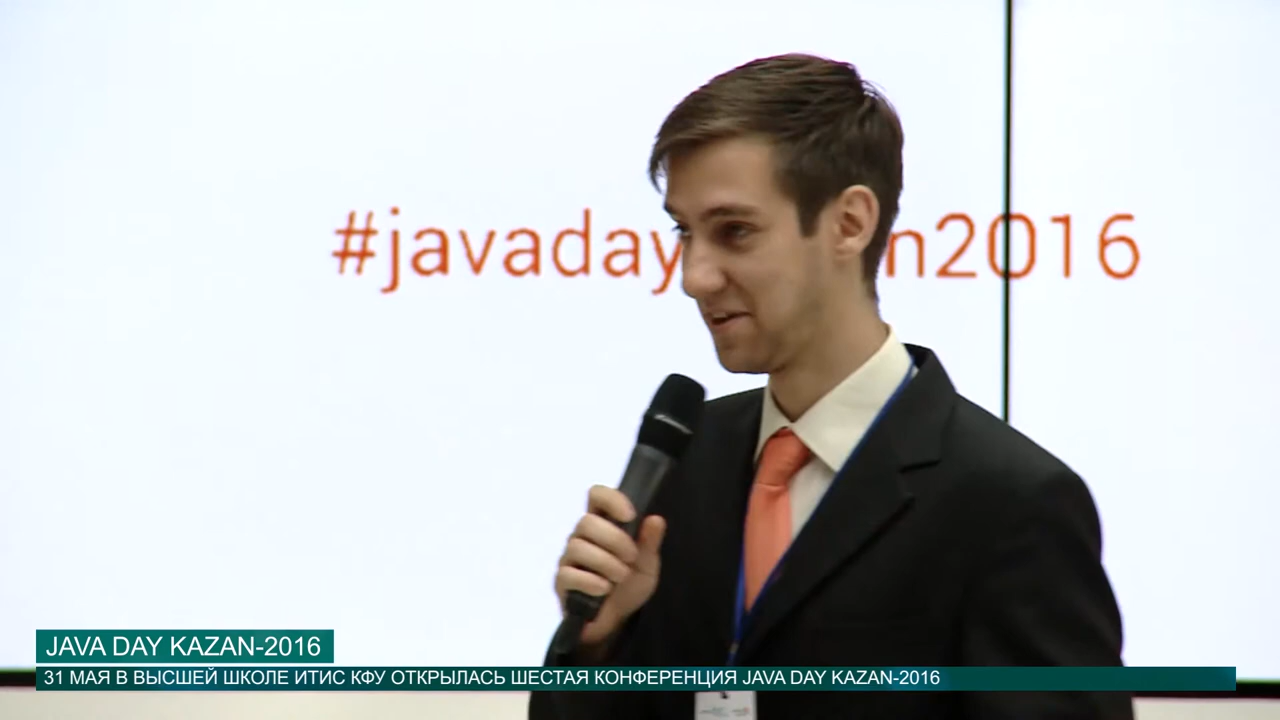 #javaday n2016
JAVA DAY KAZAN-2016
31 МАЯ В ВЫСШЕЙ ШКОЛЕ ИТИС КФУ ОТКРЫЛАСЬ ШЕСТАЯ КОНФЕРЕНЦИЯ JAVA DAY KAZAN-2016